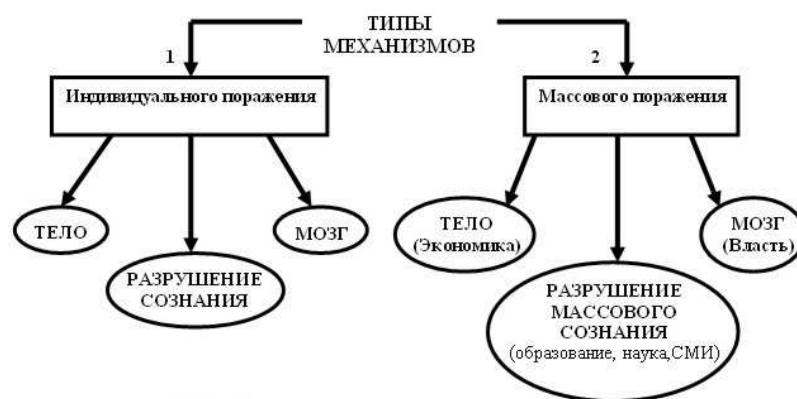 ТИПЫ
МЕХАНИЗМОВ
1
2
Индивидуального поражения
Массового поражения
ТЕЛО
МОЗГ
РАЗРУШЕНИЕ
СОЗНАНИЯ
ТЕЛО
(Экономика)
МОЗГ
(Власть)
РАЗРУШЕНИЕ
МАССОВОГО
СОЗНАНИЯ
(образование, наука,СМИ)